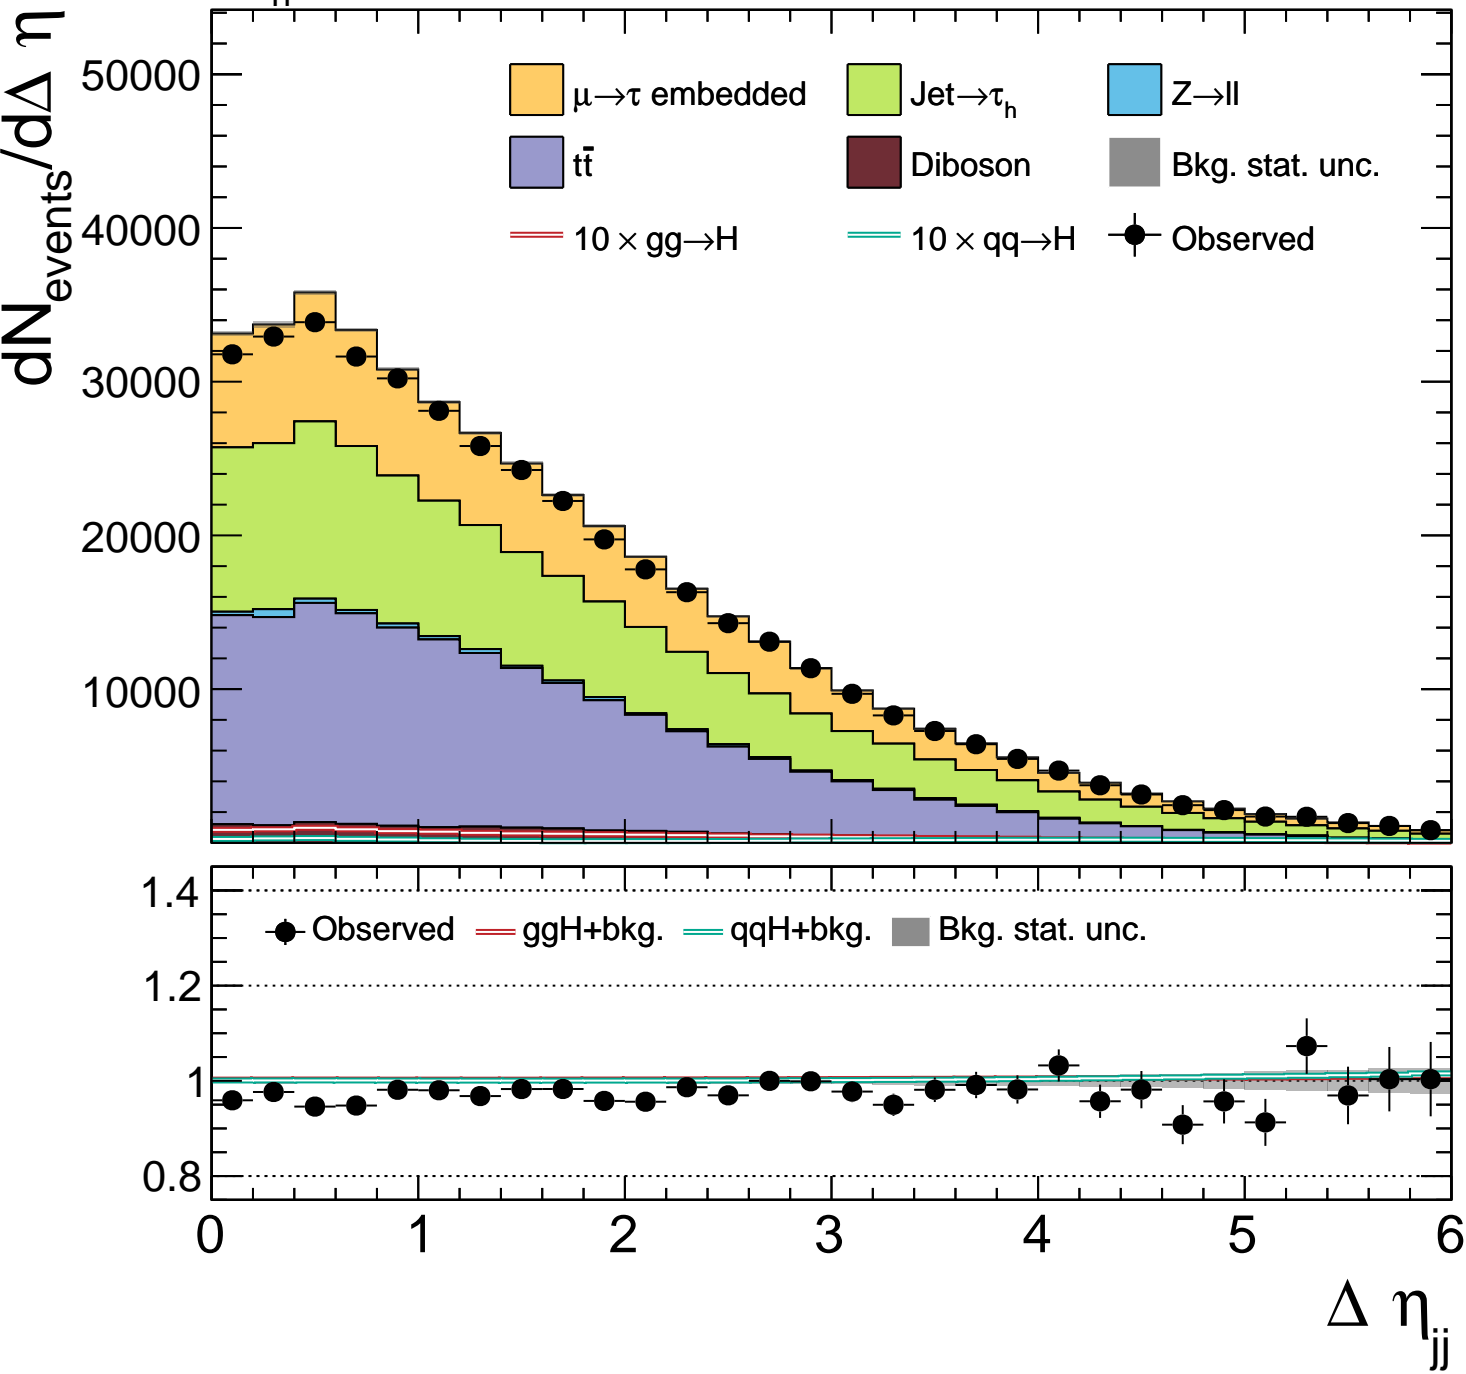 dN_events/dΔ η
50000
40000
30000
20000
10000
μ→τ embedded
Jet→τ_h
Z→ll
tt̄
Diboson
Bkg. stat. unc.
10 × gg→H
10 × qq→H
Observed
1.4
1.2
1
0.8
Observed
ggH+bkg.
qqH+bkg.
Bkg. stat. unc.
0 1 2 3 4 5 6
Δ η_jj